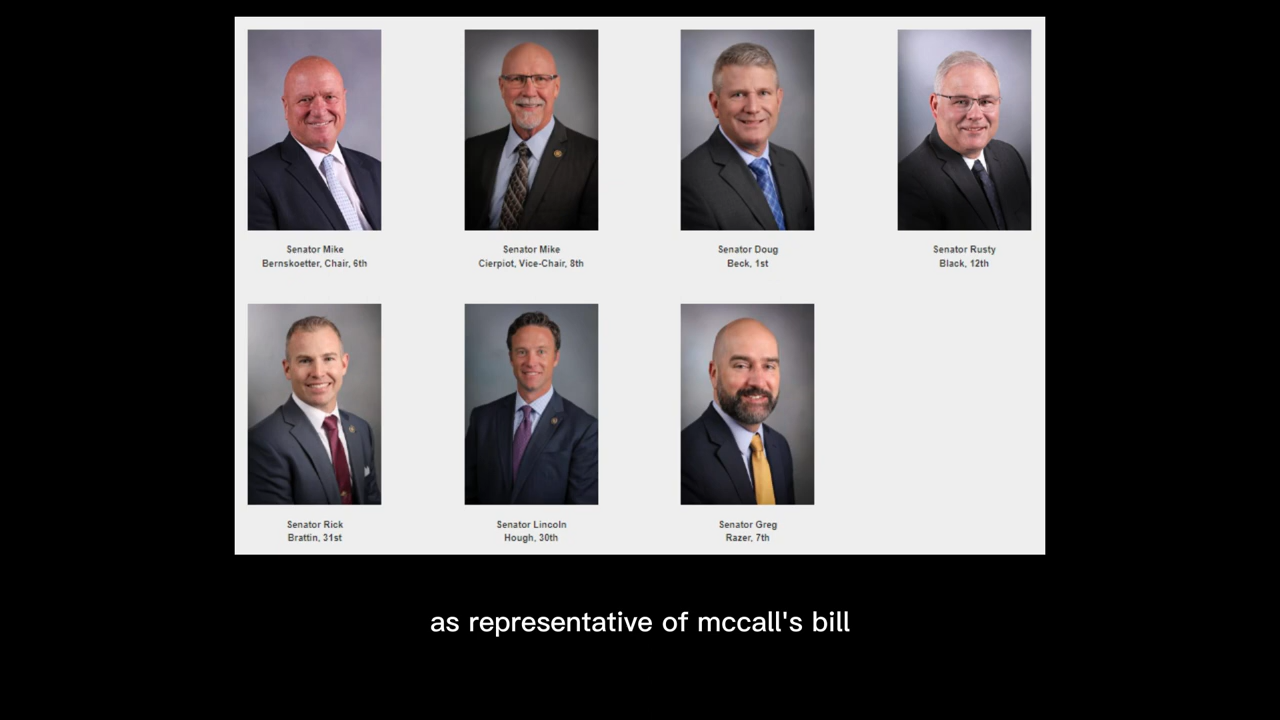 Senator Mike
Bernskoetter, Chair, 6th
Senator Mike
Cierpiot, Vice-Chair, 8th
Senator Doug
Beck, 1st
Senator Rusty
Black, 12th
Senator Rick
Brattin, 31st
Senator Lincoln
Hough, 30th
Senator Greg
Razer, 7th
as representative of mccall's bill